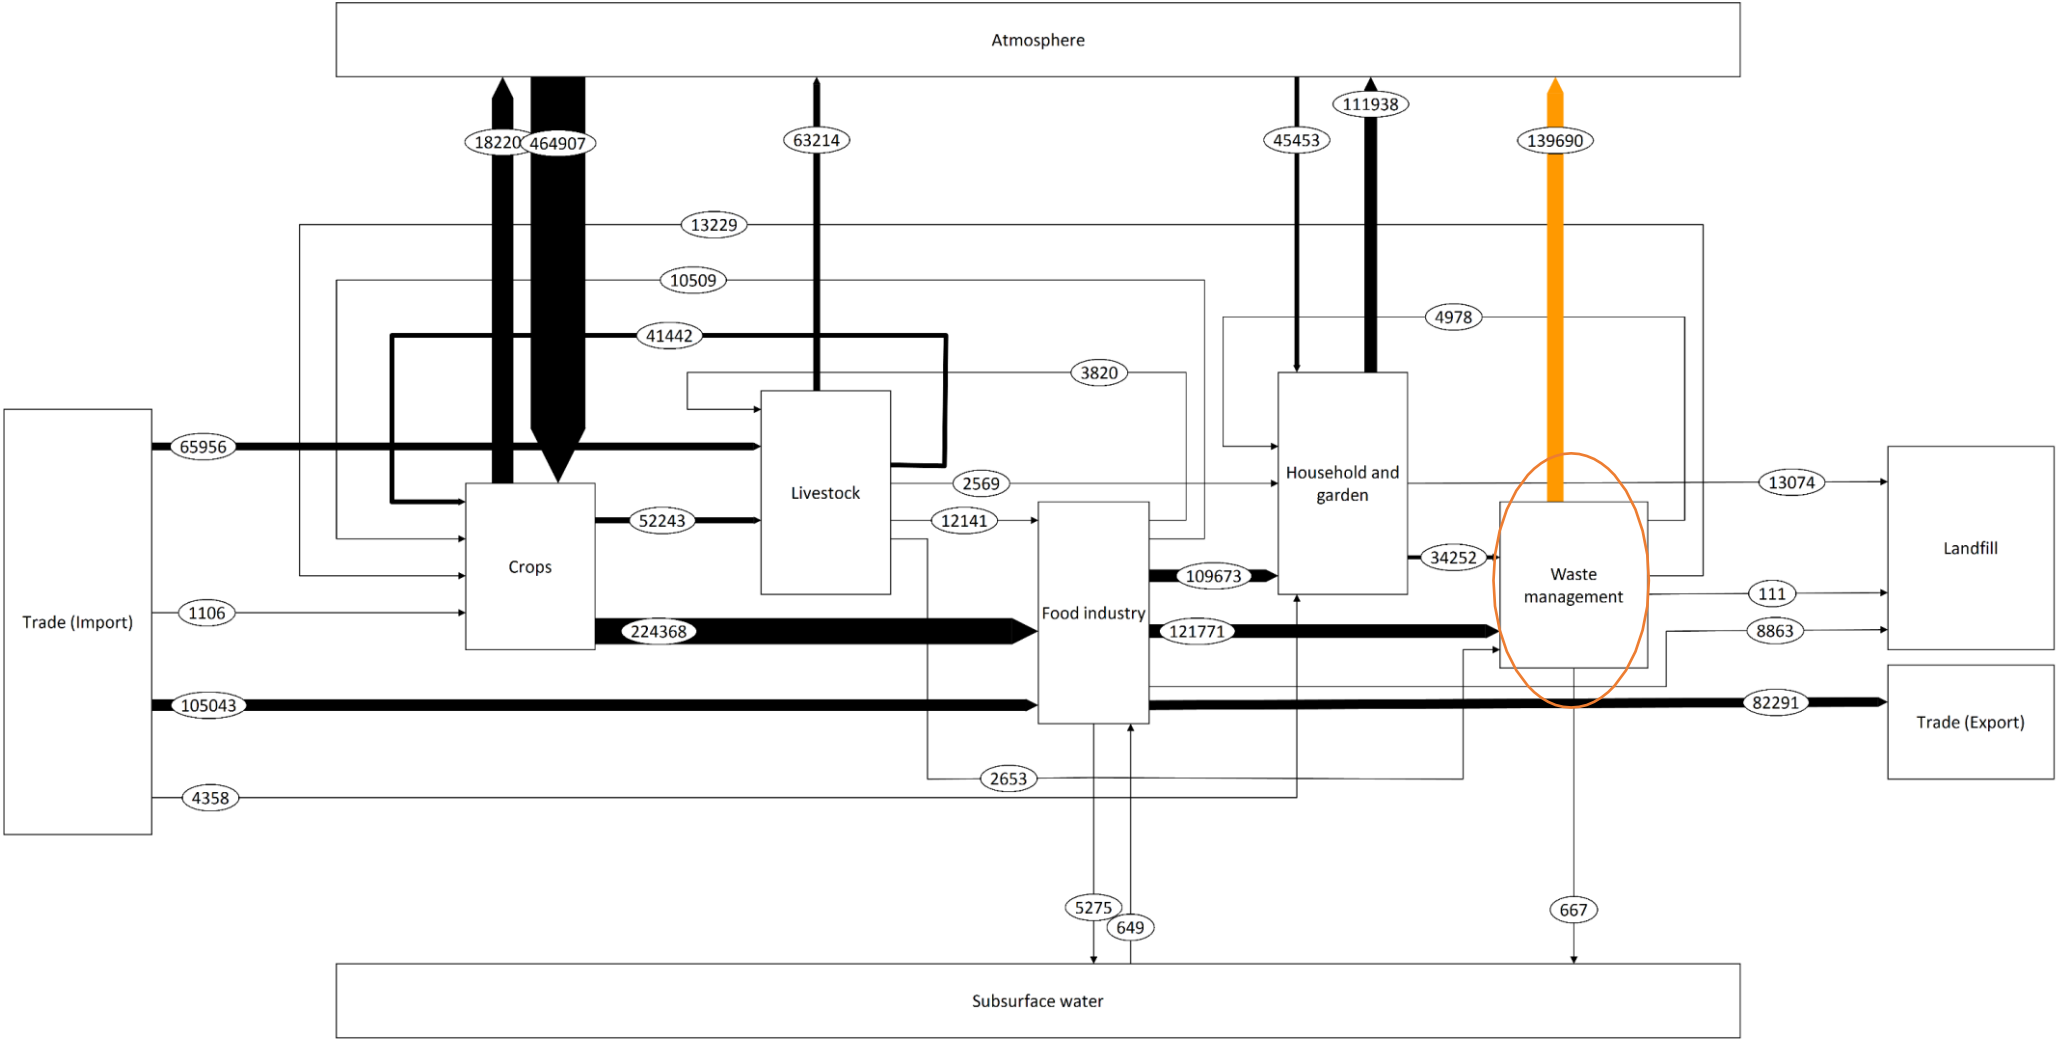 Atmosphere
111938
18220
464907
63214
45453
139690
13229
10509
4978
41442
3820
65956
Household and
garden
13074
2569
Livestock
52243
12141
Landfill
34252
Crops
109673
Waste
management
111
1106
Food industry
Trade (Import)
224368
121771
8863
105043
82291
Trade (Export)
2653
4358
5275
649
667
Subsurface water